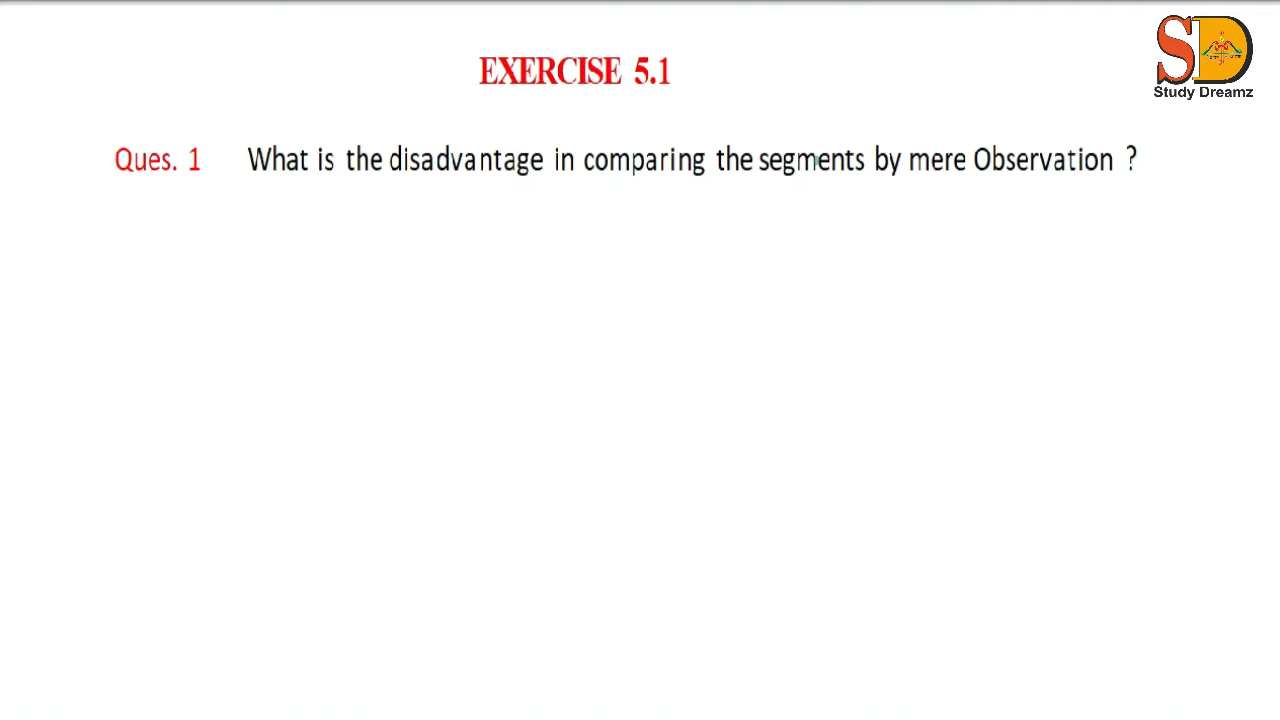 EXERCISE 5.1
SD
Study Dreamz
Ques. 1 What is the disadvantage in comparing the segments by mere Observation ?